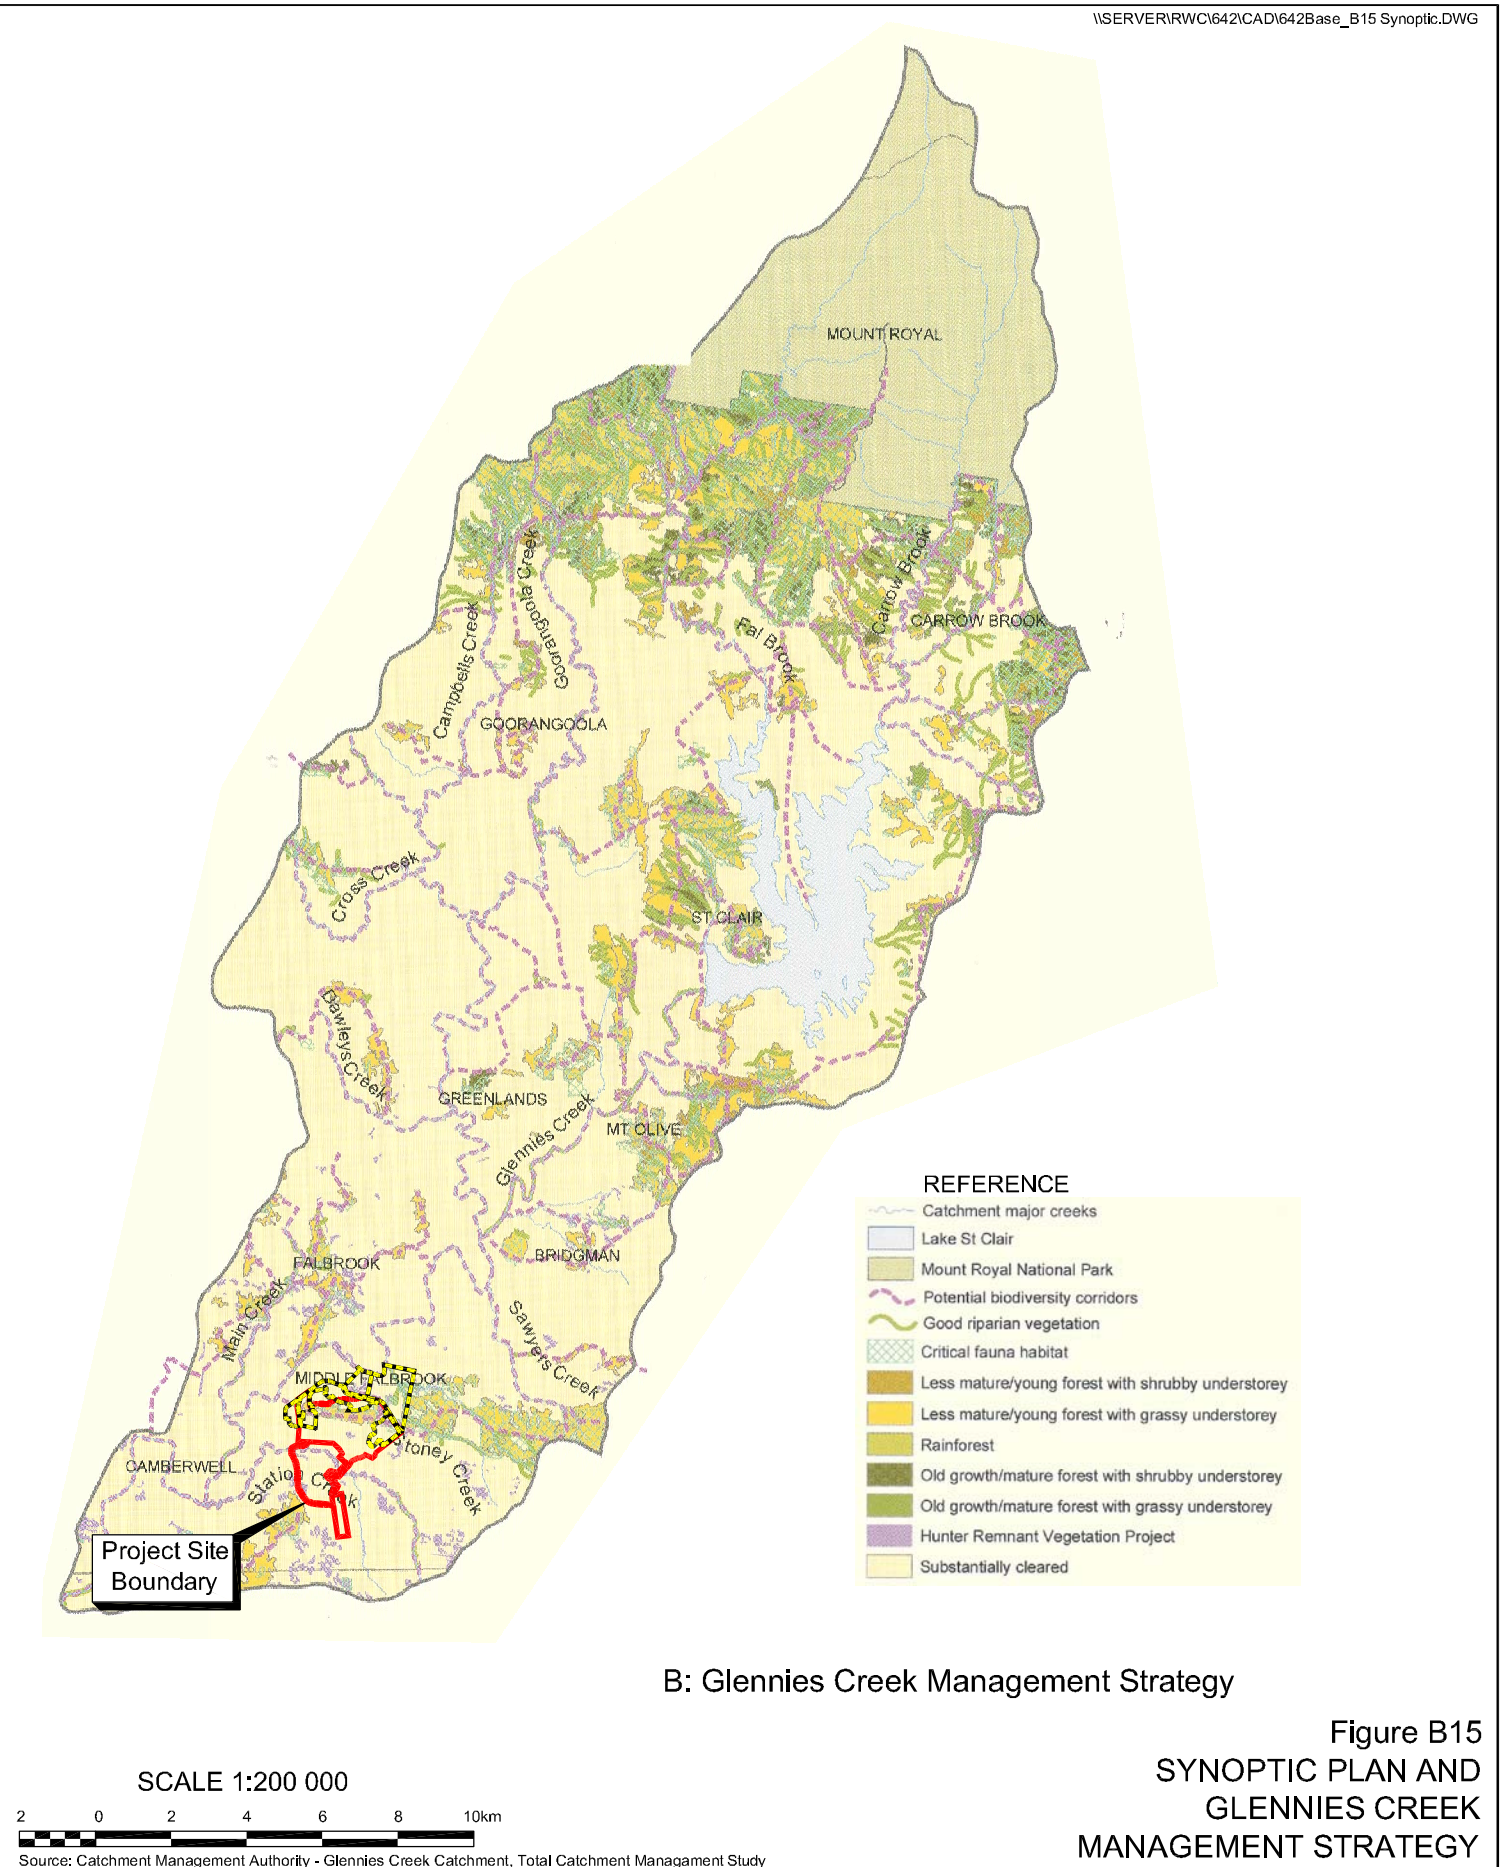 \\SERVER\RWC\642\CAD\642Base_B15 Synoptic.DWG
MOUNT ROYAL
Goorangoola Creek
Goorangoola
Carrow Brook
CARROW BROOK
Campbells Creek
Fal Brook
GOORANGOOLA
Cross Creek
ST CLAIR
Dawleys Creek
GREENLANDS
Glennies Creek
MT OLIVE
BRIDGMAN
FALBROOK
Main Creek
Sawyers Creek
MIDDLE FALBROOK
Stoney Creek
CAMBERWELL
Station Creek
Project Site
Boundary
REFERENCE
Catchment major creeks
Lake St Clair
Mount Royal National Park
Potential biodiversity corridors
Good riparian vegetation
Critical fauna habitat
Less mature/young forest with shrubby understorey
Less mature/young forest with grassy understorey
Rainforest
Old growth/mature forest with shrubby understorey
Old growth/mature forest with grassy understorey
Hunter Remnant Vegetation Project
Substantially cleared
B: Glennies Creek Management Strategy
Figure B15
SYNOPTIC PLAN AND
GLENNIES CREEK
MANAGEMENT STRATEGY
SCALE 1:200 000
2 0 2 4 6 8 10km
Source: Catchment Management Authority - Glennies Creek Catchment, Total Catchment Managament Study